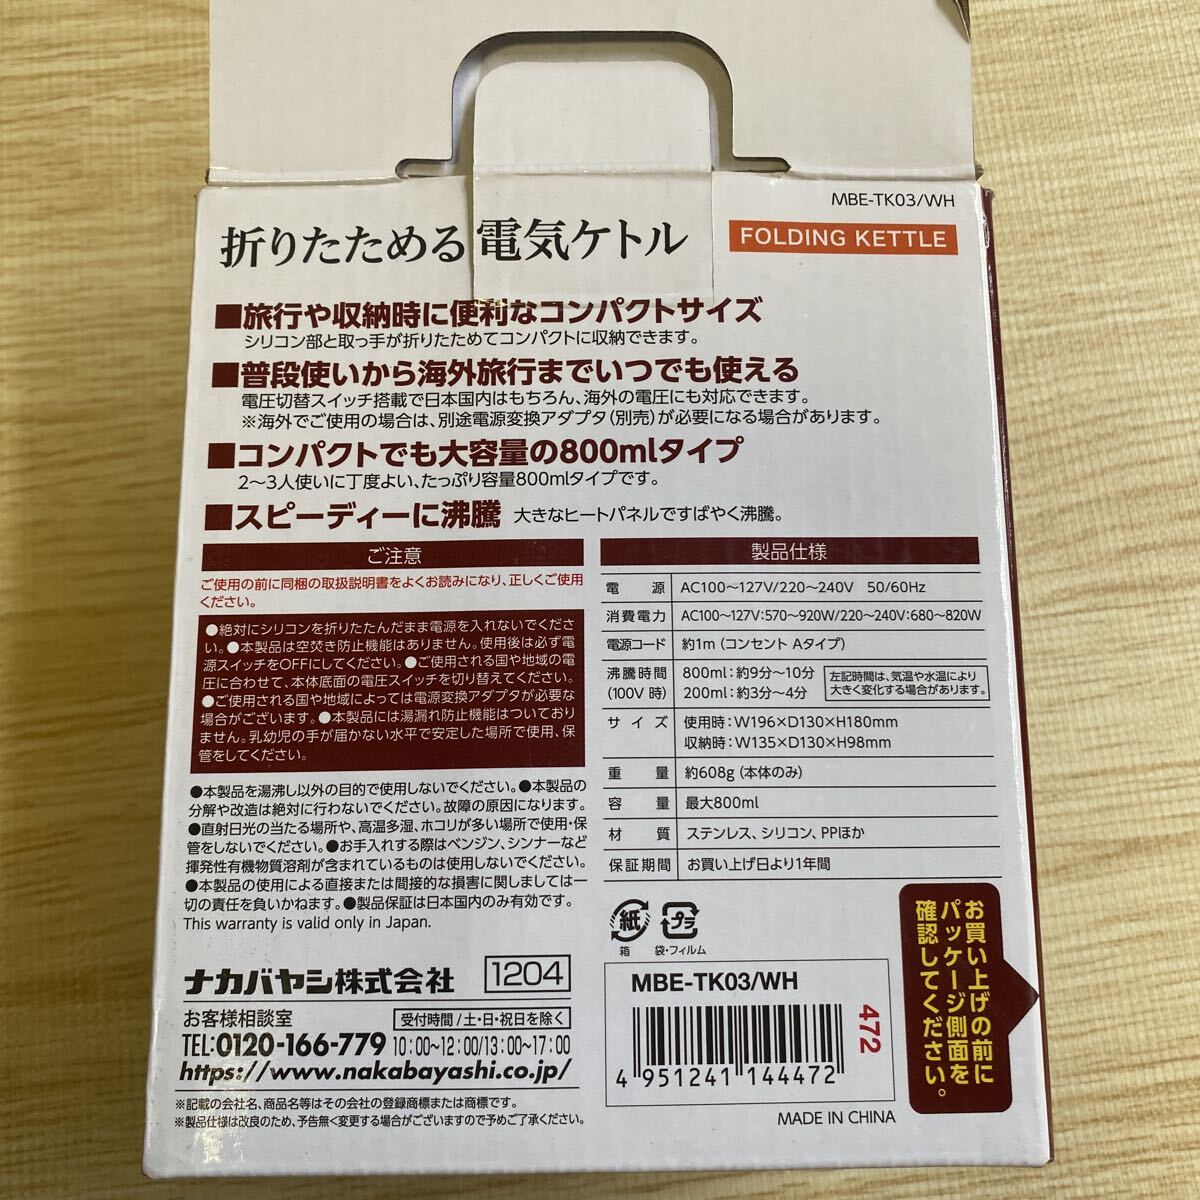 MBE-TK03/WH
折りたためる電気ケトル
FOLDING KETTLE
■旅行や収納時に便利なコンパクトサイズ
シリコン部と取っ手が折りたためてコンパクトに収納できます。
■普段使いから海外旅行までいつでも使える
電圧切替スイッチ搭載で日本国内はもちろん、海外の電圧にも対応できます。
※海外でご使用の場合は、別途電源変換アダプタ(別売)が必要になる場合があります。
■コンパクトでも大容量の800mlタイプ
2〜3人使いに丁度よい、たっぷり容量800mlタイプです。
■スピーディーに沸騰 大きなヒートパネルですばやく沸騰。
ご注意
ご使用の前に同梱の取扱説明書をよくお読みになり、正しくご使用
ください。
●絶対にシリコンを折りたたんだまま電源を入れないでくださ
い。●本製品は空焚き防止機能はありません。使用後は必ず電
源スイッチをOFFにしてください。●ご使用される国や地域の電
圧に合わせて、本体底面の電圧スイッチを切り替えてください。
●ご使用される国や地域によっては電源変換アダプタが必要な
場合がございます。●本製品には湯漏れ防止機能はついており
ません。乳幼児の手が届かない水平で安定した場所で使用、保
管をしてください。
●本製品を湯沸し以外の目的で使用しないでください。●本製品の
分解や改造は絶対に行わないでください。故障の原因になります。
●直射日光の当たる場所や、高温多湿、ホコリが多い場所で使用・保
管をしないでください。●お手入れする際はベンジン、シンナーなど
揮発性有機物質溶剤が含まれているものは使用しないでください。
●本製品の使用による直接または間接的な損害に関しましては一
切の責任を負いかねます。●製品保証は日本国内のみ有効です。
This warranty is valid only in Japan.
製品仕様
電源 AC100〜127V/220〜240V 50/60Hz
消費電力 AC100〜127V:570〜920W/220〜240V:680〜820W
電源コード 約1m (コンセント Aタイプ)
沸騰時間 800ml:約9分〜10分
(100V 時) 200ml:約3分〜4分
左記時間は、気温や水温により
大きく変化する場合があります。
サイズ 使用時:W196×D130×H180mm
収納時:W135×D130×H98mm
重量 約608g (本体のみ)
容量 最大800ml
材質 ステンレス、シリコン、PPほか
保証期間 お買い上げ日より1年間
紙
箱
プラ
袋・フィルム
お買い上げの前に
パッケージ側面を
確認してください。
ナカバヤシ株式会社 1204
お客様相談室 受付時間/土・日・祝日を除く
TEL:0120-166-779 10:00~12:00/13:00~17:00
https://www.nakabayashi.co.jp/
※記載の会社名、商品名等はその会社の登録商標または商標です。
※製品仕様は改良のため、予告無く変更する場合がございますので予めご了承ください。
MBE-TK03/WH
472
4 951241 144472
MADE IN CHINA